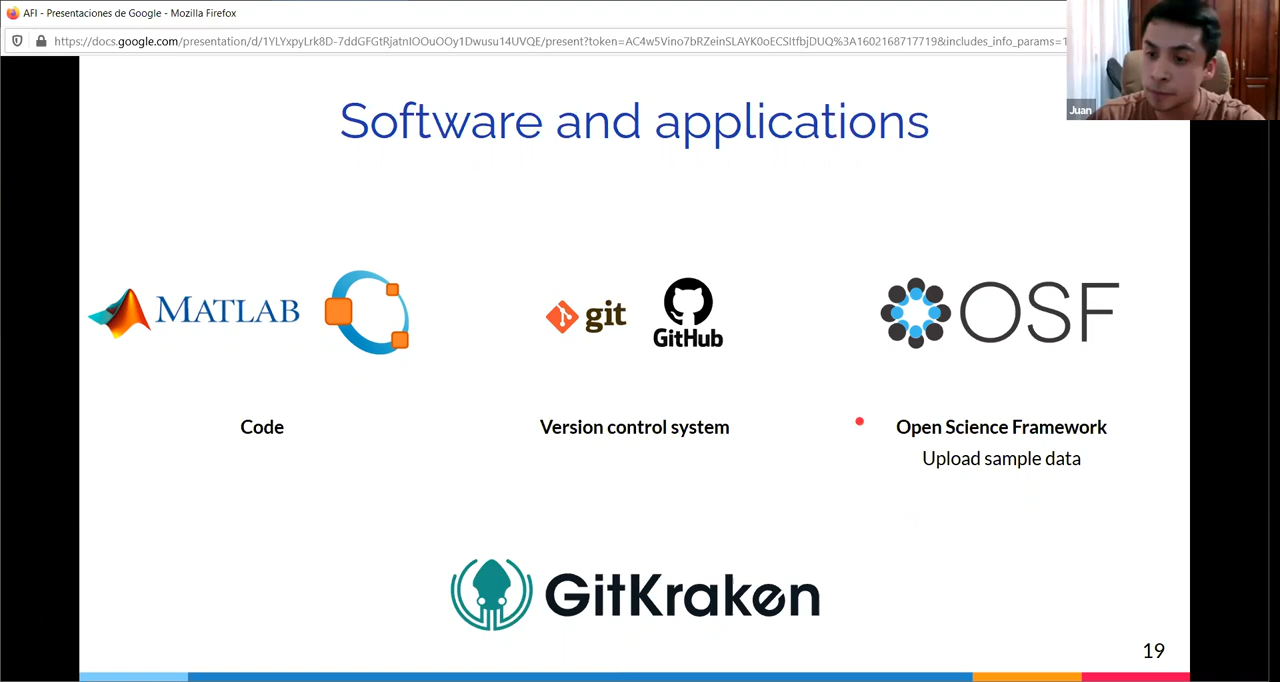 AFI - Presentaciones de Google - Mozilla Firefox
https://docs.google.com/presentation/d/1YLYxpyLrk8D-7ddGFGtRjatnIOOuOOy1Dwusu14UVQE/present?token=AC4w5Vino7bRZeinSLAYK0oECSItfbjDUQ%3A1602168717719&includes_info_params=1
Juan
Software and applications
MATLAB
git
GitHub
OSF
Code
Version control system
Open Science Framework
Upload sample data
GitKraken
19